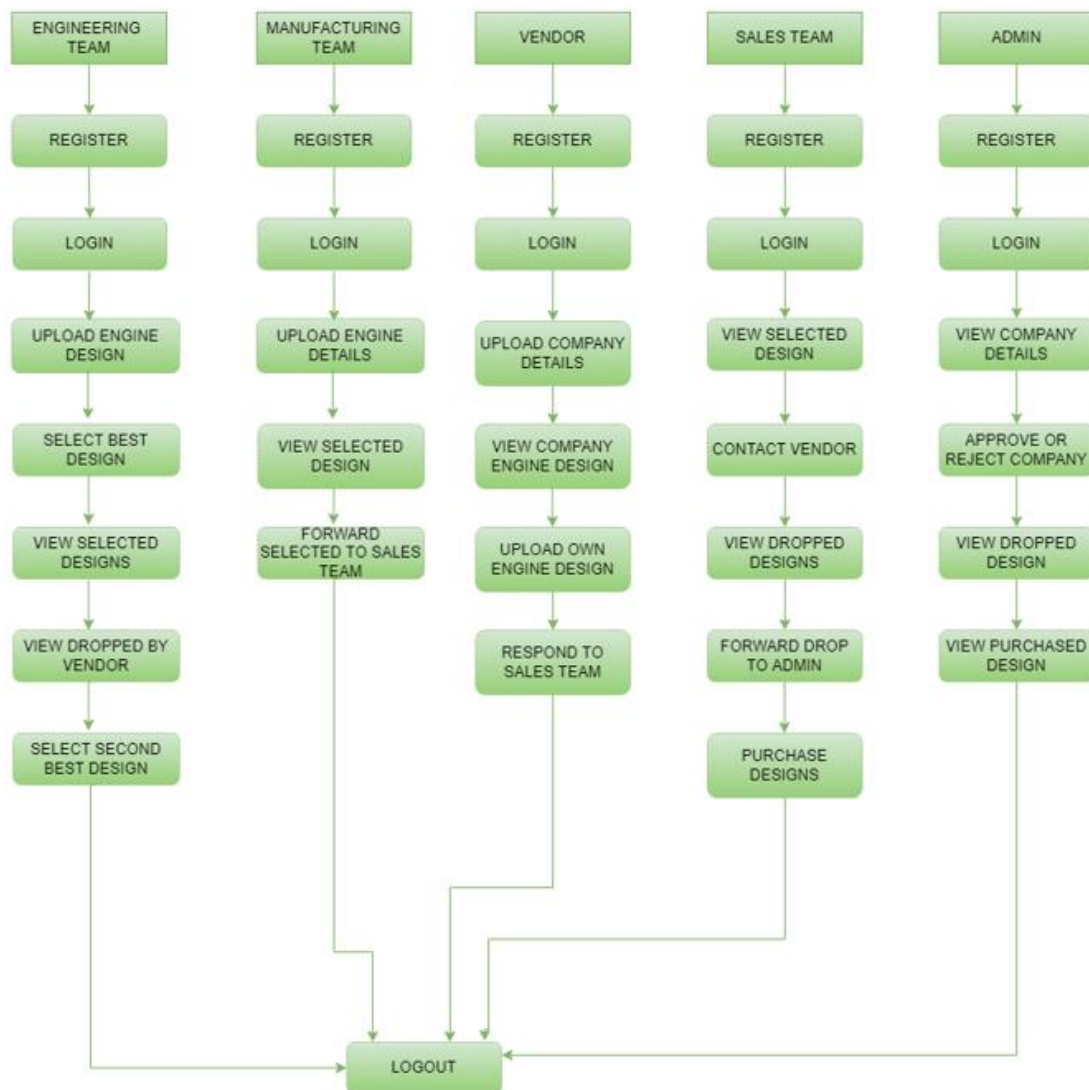 ENGINEERING
TEAM
REGISTER
LOGIN
UPLOAD ENGINE
DESIGN
SELECT BEST
DESIGN
VIEW SELECTED
DESIGNS
VIEW DROPPED BY
VENDOR
SELECT SECOND
BEST DESIGN
MANUFACTURING
TEAM
REGISTER
LOGIN
UPLOAD ENGINE
DETAILS
VIEW SELECTED
DESIGN
FORWARD
SELECTED TO SALES
TEAM
VENDOR
REGISTER
LOGIN
UPLOAD COMPANY
DETAILS
VIEW COMPANY
ENGINE DESIGN
UPLOAD OWN
ENGINE DESIGN
RESPOND TO
SALES TEAM
SALES TEAM
REGISTER
LOGIN
VIEW SELECTED
DESIGN
CONTACT VENDOR
VIEW DROPPED
DESIGNS
FORWARD DROP
TO ADMIN
PURCHASE
DESIGNS
ADMIN
REGISTER
LOGIN
VIEW COMPANY
DETAILS
APPROVE OR
REJECT COMPANY
VIEW DROPPED
DESIGN
VIEW PURCHASED
DESIGN
LOGOUT